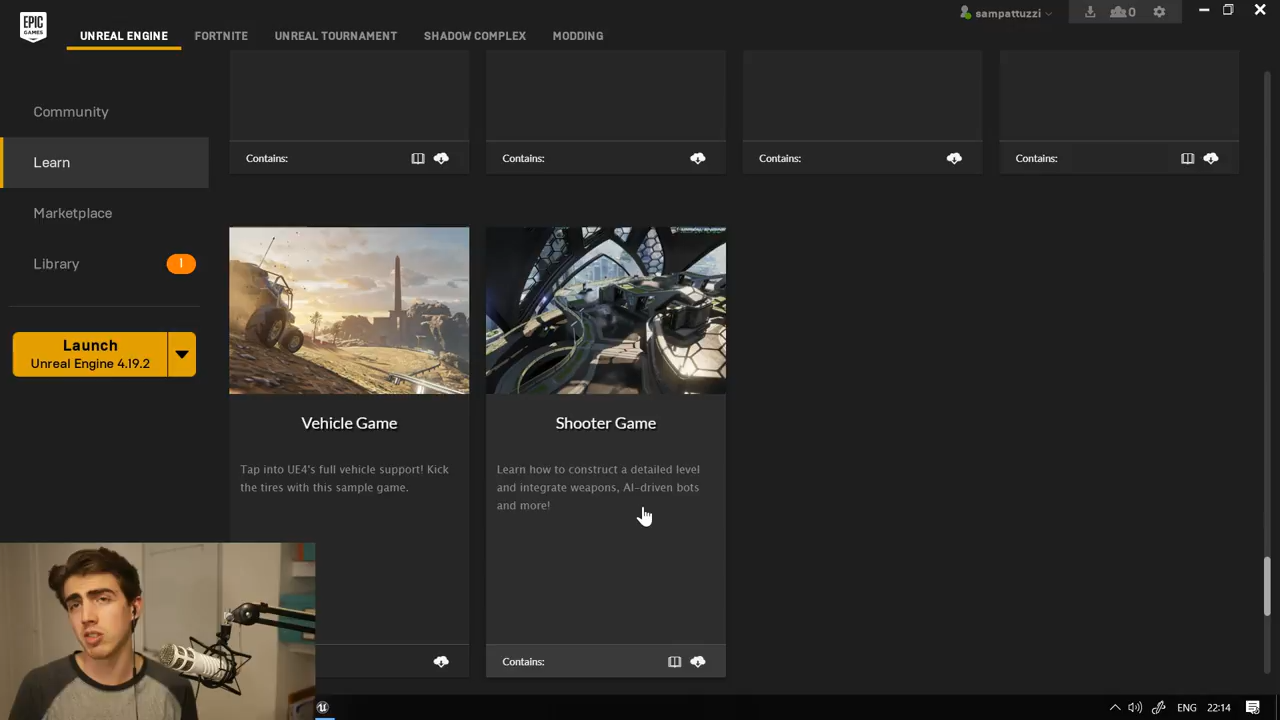 EPIC
GAMES
UNREAL ENGINE
FORTNITE
UNREAL TOURNAMENT
SHADOW COMPLEX
MODDING
sampattuzzi
0
Community
Learn
Marketplace
Library
1
Launch
Unreal Engine 4.19.2
Contains:
Contains:
Contains:
Contains:
Vehicle Game
Tap into UE4's full vehicle support! Kick
the tires with this sample game.
Shooter Game
Learn how to construct a detailed level
and integrate weapons, AI-driven bots
and more!
Contains:
ENG
22:14